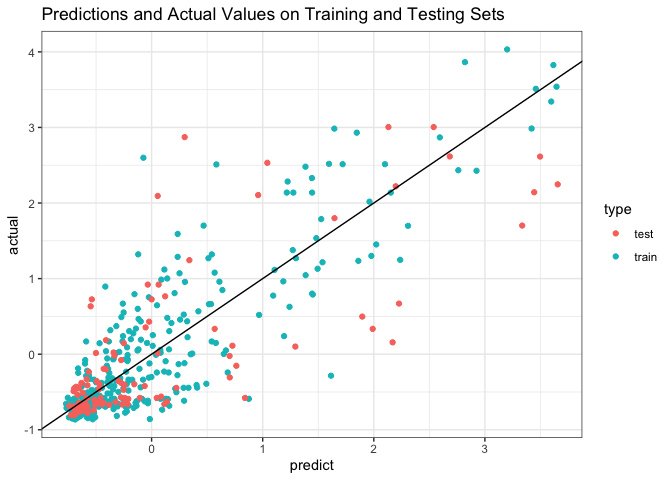 Predictions and Actual Values on Training and Testing Sets
4
3
2
1
0
-1
actual
0
1
2
3
predict
type
test
train